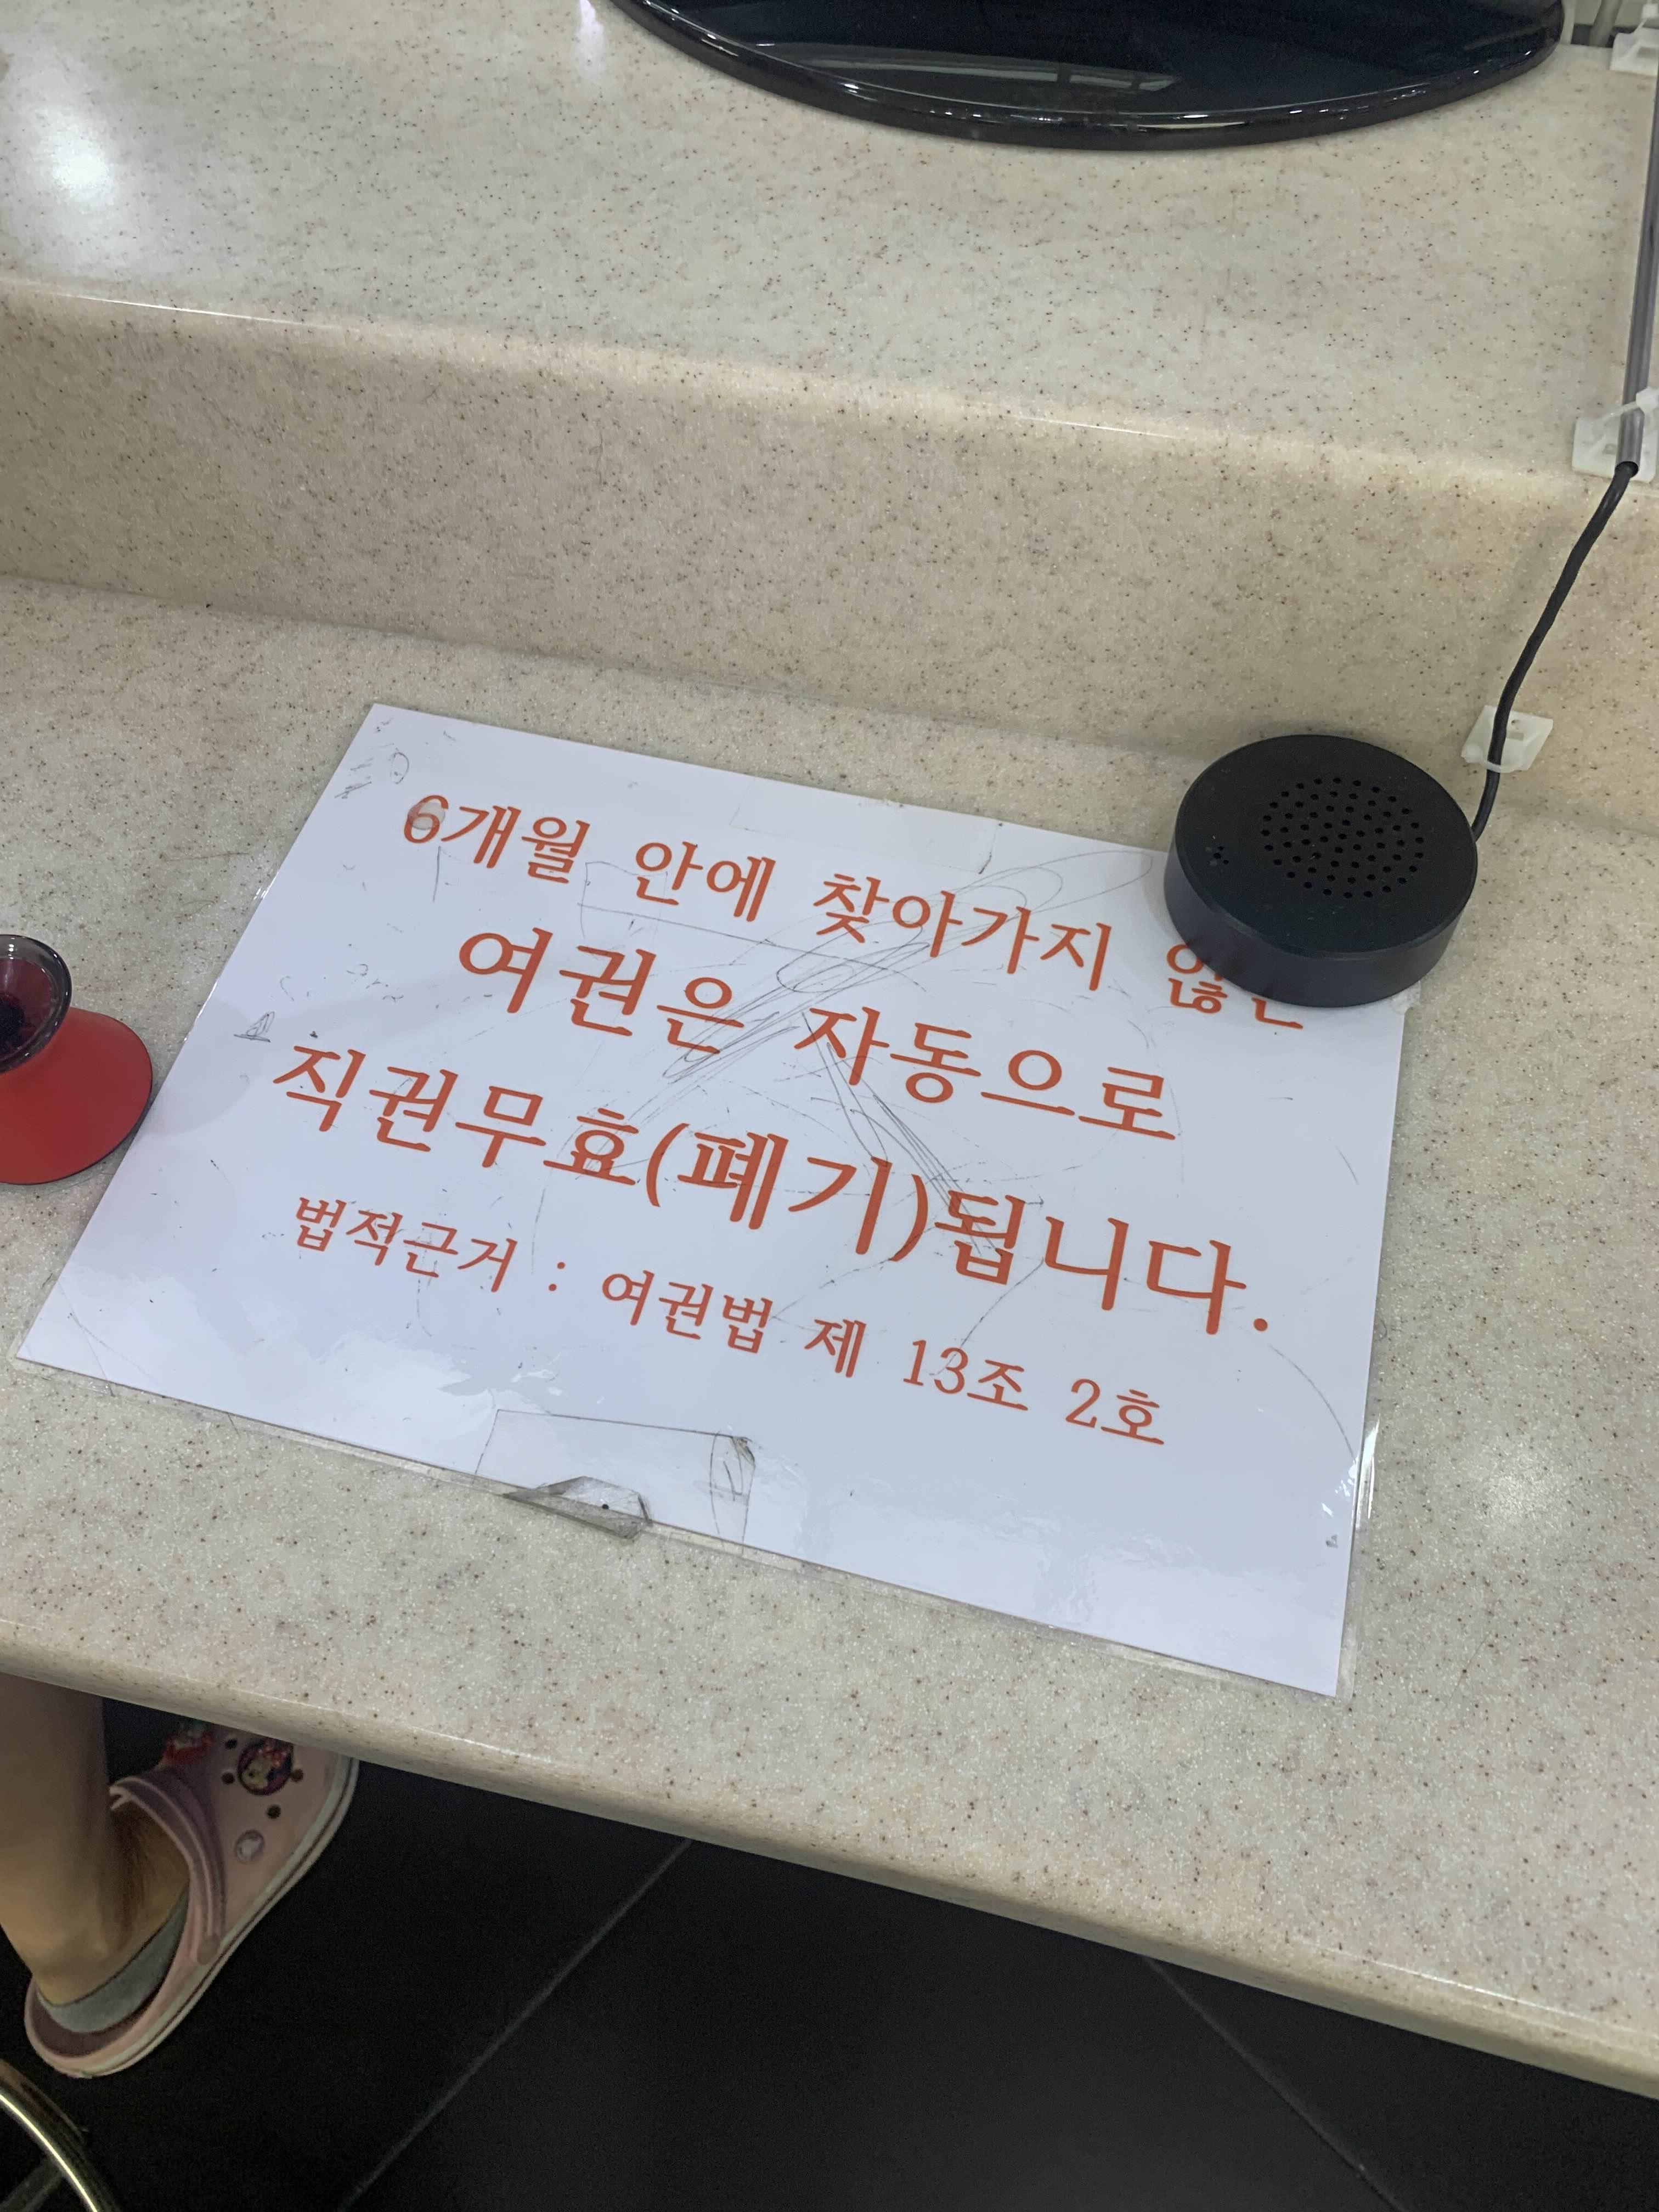 6개월 안에 찾아가지 않은
여권은 자동으로
직권무효(폐기)됩니다.
법적근거 : 여권법 제 13조 2호